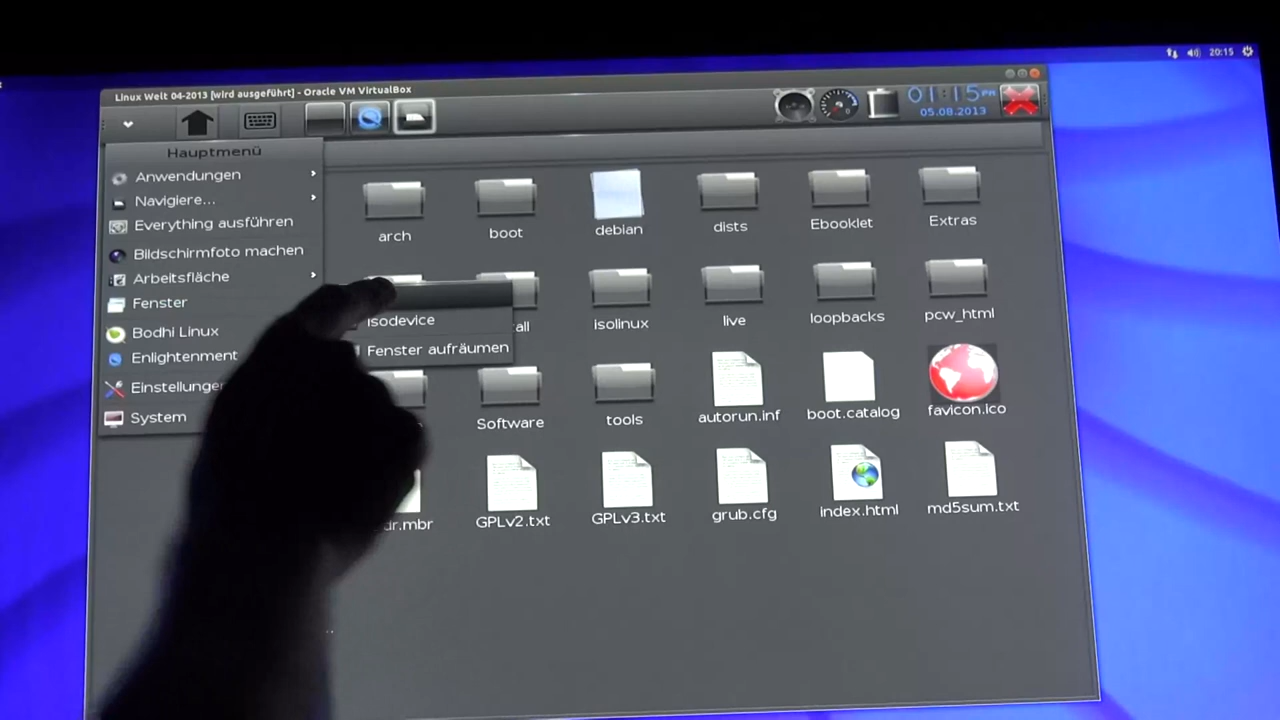 20:15
Linux Welt 04-2013 [wird ausgeführt] - Oracle VM VirtualBox
01:15 PM
05.08.2013
Hauptmenü
Anwendungen
Navigiere...
Everything ausführen
Bildschirmfoto machen
Arbeitsfläche
Fenster
Bodhi Linux
Enlightenment
Einstellungen
System
isodevice
Fenster aufräumen
arch
boot
debian
dists
Ebooklet
Extras
isolinux
live
loopbacks
pcw_html
Software
tools
autorun.inf
boot.catalog
favicon.ico
GPLv2.txt
GPLv3.txt
grub.cfg
index.html
md5sum.txt